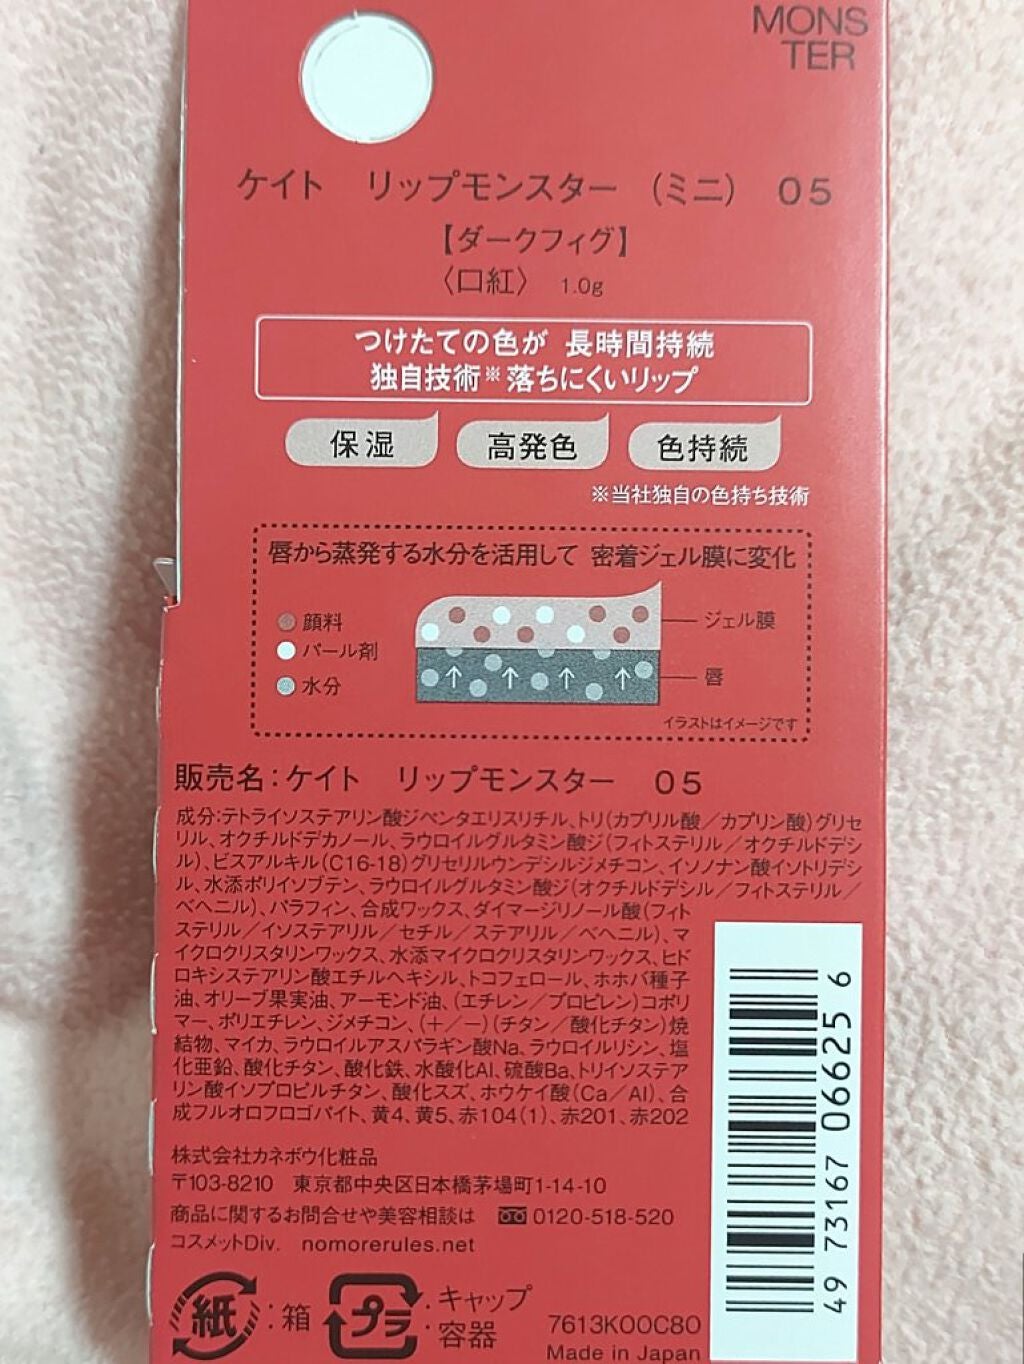 MONS
TER
ケイト　リップモンスター　(ミニ)　05
【ダークフィグ】
〈口紅〉 1.0g
つけたての色が 長時間持続
独自技術※落ちにくいリップ
保湿
高発色
色持続
※当社独自の色持ち技術
唇から蒸発する水分を活用して 密着ジェル膜に変化
顔料
パール剤
水分
ジェル膜
唇
イラストはイメージです
販売名：ケイト　リップモンスター　05
成分：テトライソステアリン酸ジペンタエリスリチル、トリ（カプリル酸／カプリン酸）グリセ
リル、オクチルドデカノール、ラウロイルグルタミン酸ジ（フィトステリル／オクチルドデシ
ル）、ビスアルキル（C16-18）グリセリルウンデシルジメチコン、イソノナン酸イソトリデシ
ル、水添ポリイソブテン、ラウロイルグルタミン酸ジ（オクチルドデシル／フィトステリル／
ベヘニル）、パラフィン、合成ワックス、ダイマージリノール酸（フィト
ステリル／イソステアリル／セチル／ステアリル／ベヘニル）、マ
イクロクリスタリンワックス、水添マイクロクリスタリンワックス、ヒド
ロキシステアリン酸エチルヘキシル、トコフェロール、ホホバ種子
油、オリーブ果実油、アーモンド油、（エチレン／プロピレン）コポリ
マー、ポリエチレン、ジメチコン、（＋／－）（チタン／酸化チタン）焼
結物、マイカ、ラウロイルアスパラギン酸Na、ラウロイルリシン、塩
化亜鉛、酸化チタン、酸化鉄、水酸化Al、硫酸Ba、トリイソステア
リン酸イソプロピルチタン、酸化スズ、ホウケイ酸（Ca／Al）、合
成フルオロフロゴパイト、黄4、黄5、赤104(1)、赤201、赤202
株式会社カネボウ化粧品
〒103-8210　東京都中央区日本橋茅場町1-14-10
商品に関するお問合せや美容相談は 0120-518-520
コスメットDiv.　nomorerules.net
紙：箱
プラ：キャップ
容器
7613K00C80
Made in Japan
49 73167 06625 6